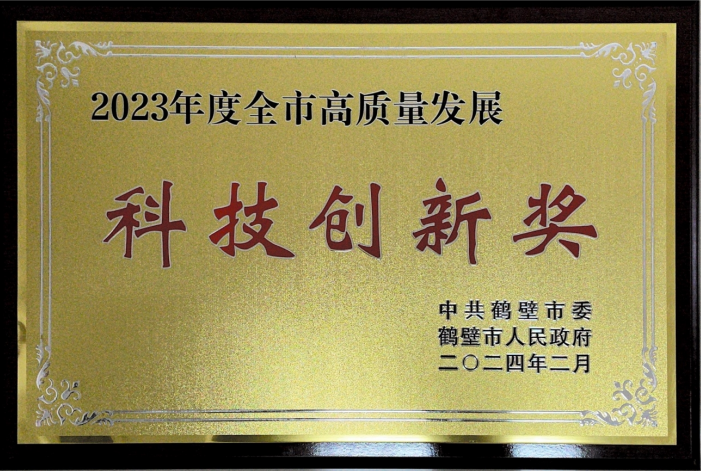 2023年度全市高质量发展
科技创新奖
中共鹤壁市委
鹤壁市人民政府
二〇二四年二月